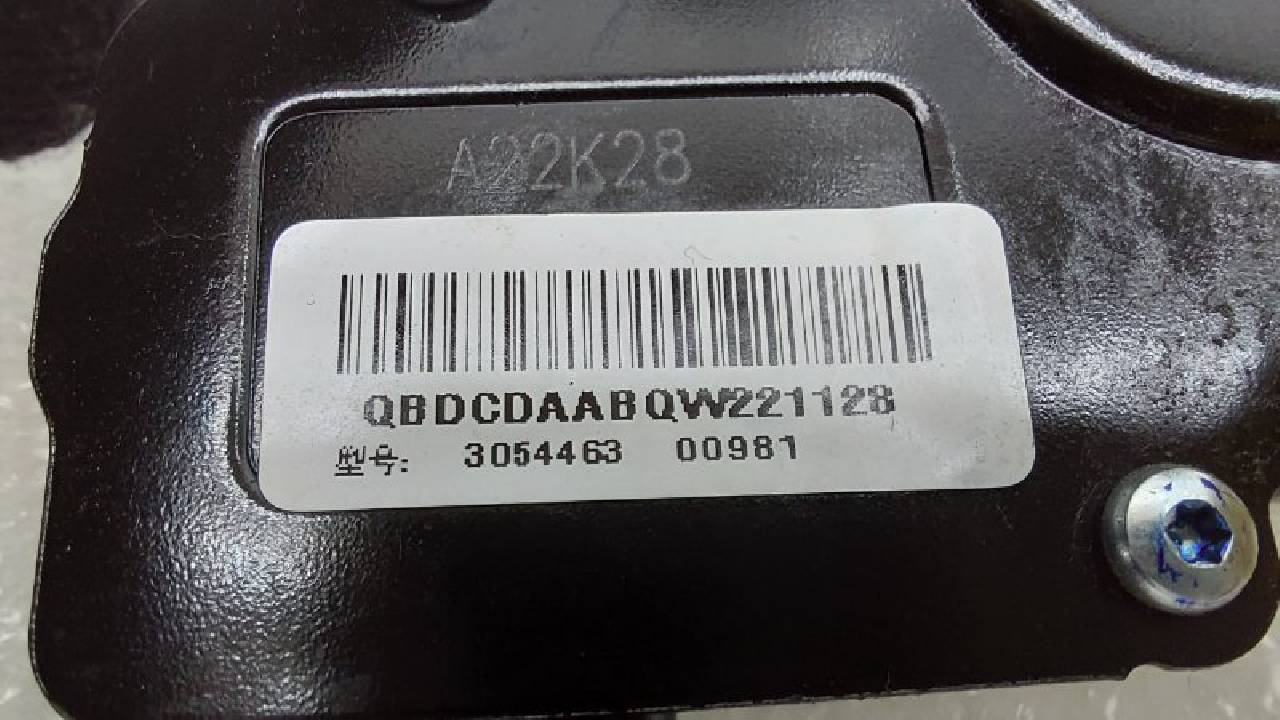 A22K28
QBDCDAABQW221128
型号: 3054463 00981